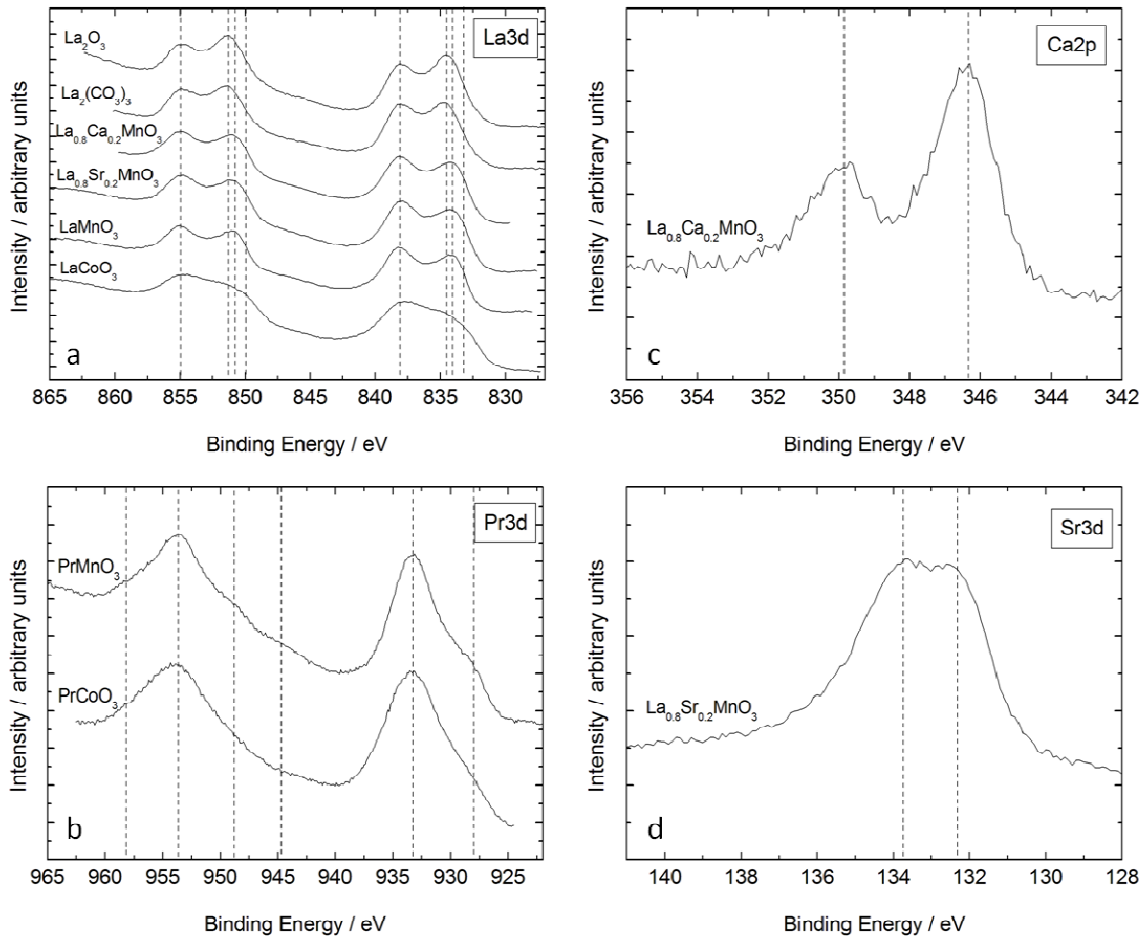 La3d
La₂O₃
La₂(CO₃)₃
La₀.₈Ca₀.₂MnO₃
La₀.₈Sr₀.₂MnO₃
LaMnO₃
LaCoO₃
a
Intensity / arbitrary units
865 860 855 850 845 840 835 830
Binding Energy / eV
Ca2p
La₀.₈Ca₀.₂MnO₃
c
Intensity / arbitrary units
356 354 352 350 348 346 344 342
Binding Energy / eV
Pr3d
PrMnO₃
PrCoO₃
b
Intensity / arbitrary units
965 960 955 950 945 940 935 930 925
Binding Energy / eV
Sr3d
La₀.₈Sr₀.₂MnO₃
d
Intensity / arbitrary units
140 138 136 134 132 130 128
Binding Energy / eV